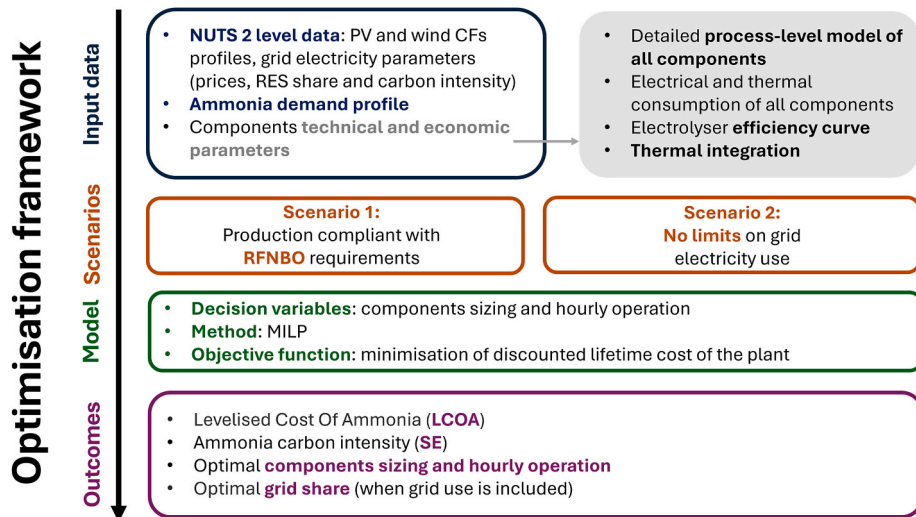 Optimisation framework
Input data
• NUTS 2 level data: PV and wind CFs
profiles, grid electricity parameters
(prices, RES share and carbon intensity)
• Ammonia demand profile
• Components technical and economic
parameters
• Detailed process-level model of
all components
• Electrical and thermal
consumption of all components
• Electrolyser efficiency curve
• Thermal integration
Scenarios
Scenario 1:
Production compliant with
RFNBO requirements
Scenario 2:
No limits on grid
electricity use
Model
• Decision variables: components sizing and hourly operation
• Method: MILP
• Objective function: minimisation of discounted lifetime cost of the plant
Outcomes
• Levelised Cost Of Ammonia (LCOA)
• Ammonia carbon intensity (SE)
• Optimal components sizing and hourly operation
• Optimal grid share (when grid use is included)